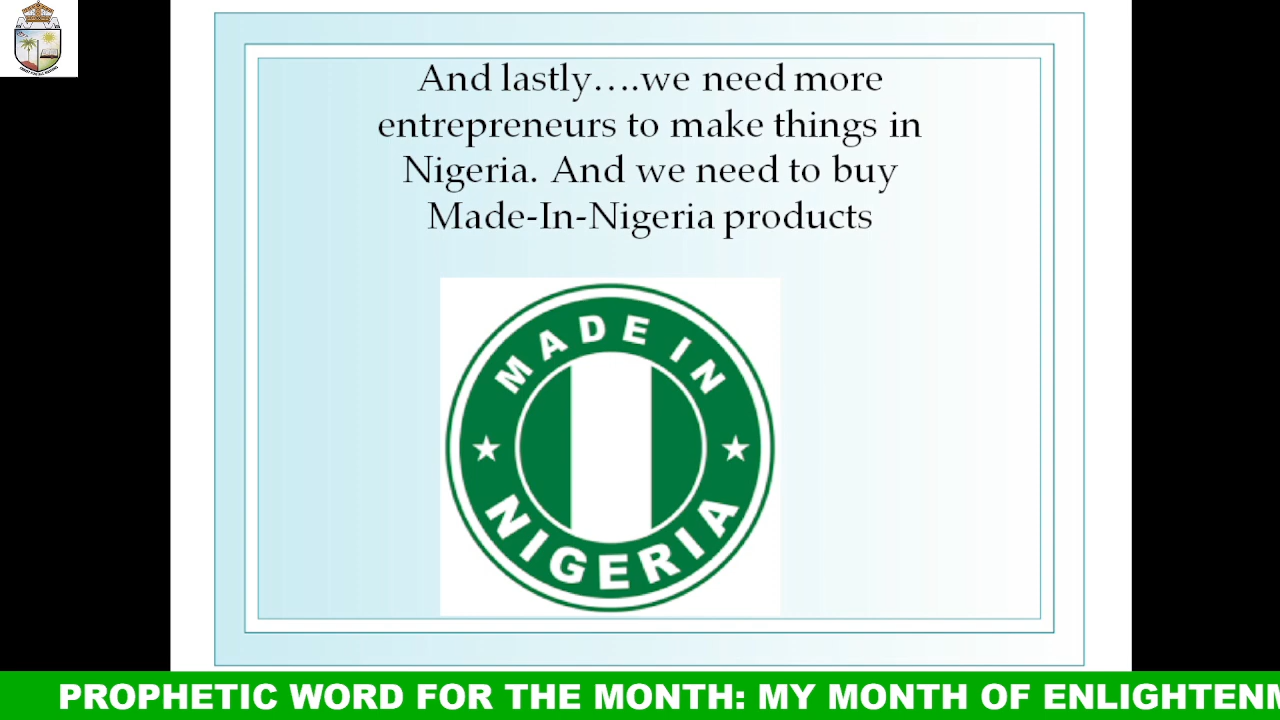 And lastly….we need more
entrepreneurs to make things in
Nigeria. And we need to buy
Made-In-Nigeria products
MADE IN
NIGERIA
PROPHETIC WORD FOR THE MONTH: MY MONTH OF